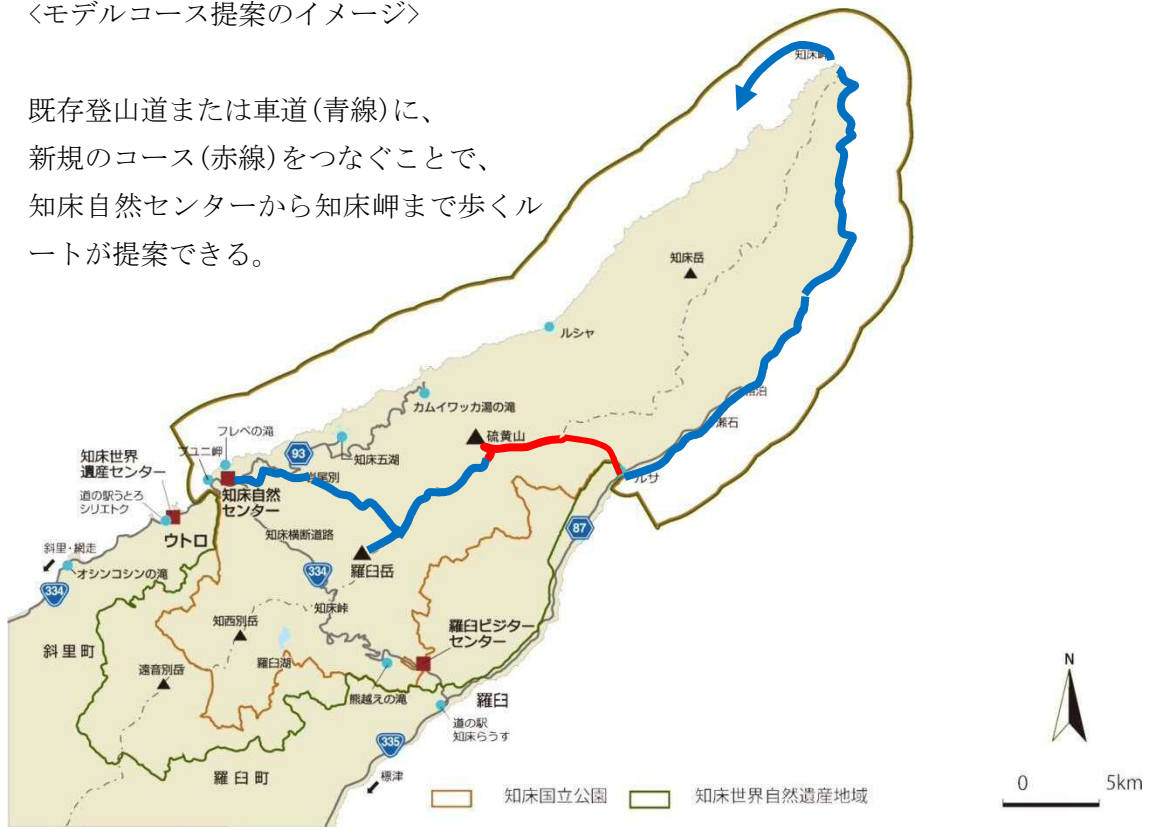 <モデルコース提案のイメージ>
既存登山道または車道(青線)に、
新規のコース(赤線)をつなぐことで、
知床自然センターから知床岬まで歩くル
ートが提案できる。
知床岬
知床岳
ルシャ
カムイワッカ湯の滝
硫黄山
フレペの滝
93
知床五湖
プユニ岬
知床世界
遺産センター
道の駅うとろ
シリエトク
知床自然
センター
ウトロ
瀬石
ルサ
87
知床横断道路
斜里・網走
334
オシンコシンの滝
334
羅臼岳
知床峠
知西別岳
羅臼ビジター
センター
斜里町
遠音別岳
羅臼湖
熊越えの滝
羅臼
道の駅
知床らうす
335
羅臼町
標津
知床国立公園
知床世界自然遺産地域
N
0
5km